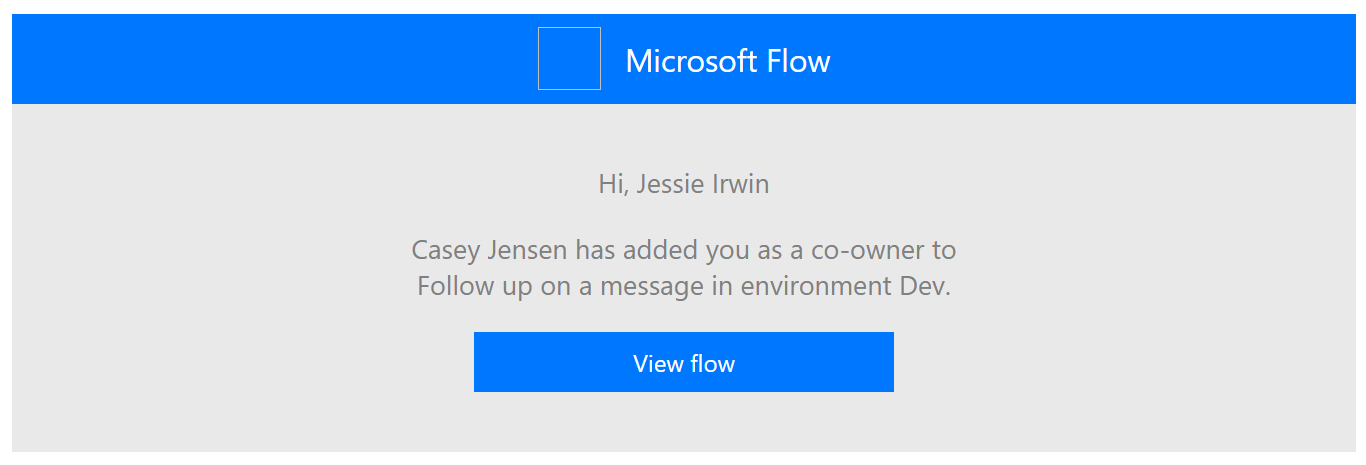 Microsoft Flow
Hi, Jessie Irwin
Casey Jensen has added you as a co-owner to
Follow up on a message in environment Dev.
View flow